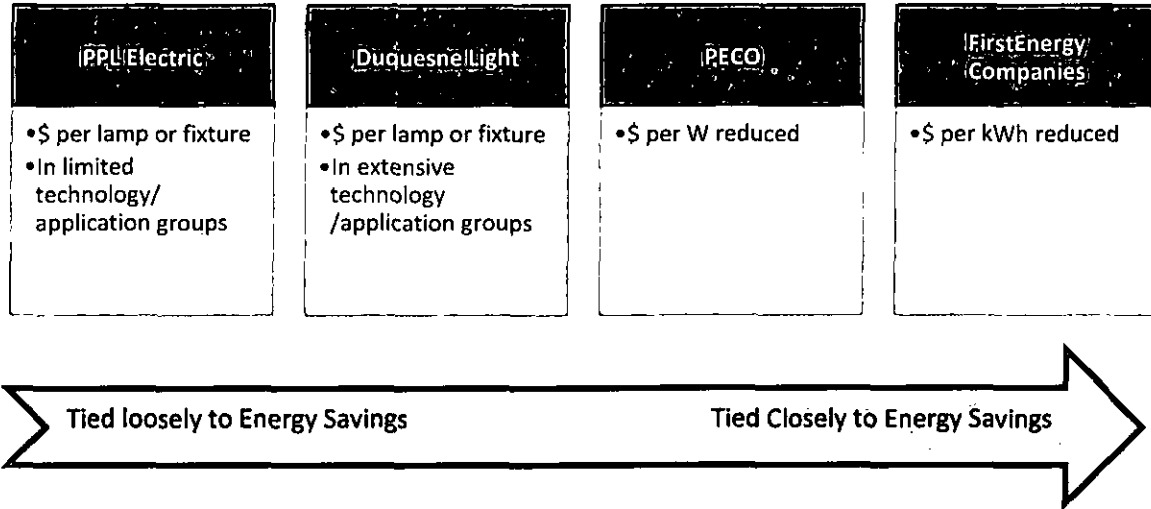 PPL Electric
•$ per lamp or fixture
•In limited
technology/
application groups
Duquesne Light
•$ per lamp or fixture
•In extensive
technology
/application groups
PECO
•$ per W reduced
FirstEnergy
Companies
•$ per kWh reduced
Tied loosely to Energy Savings
Tied Closely to Energy Savings